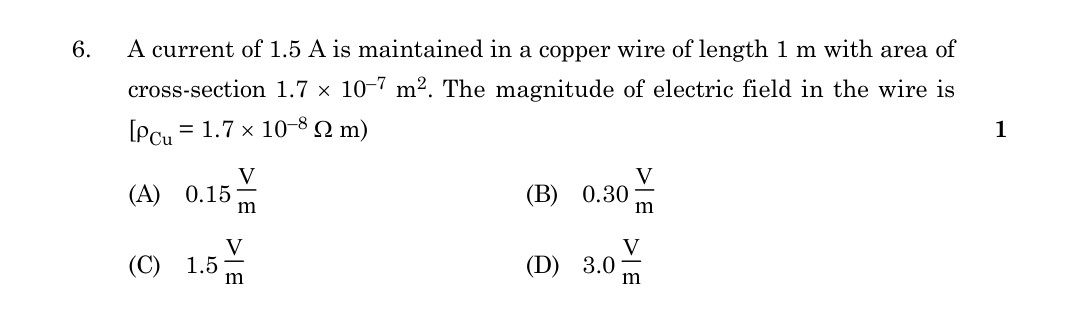 6. A current of 1.5 A is maintained in a copper wire of length 1 m with area of
cross-section 1.7 × 10⁻⁷ m². The magnitude of electric field in the wire is
[ρ_Cu = 1.7 × 10⁻⁸ Ω m) 1
(A) 0.15 V/m (B) 0.30 V/m
(C) 1.5 V/m (D) 3.0 V/m